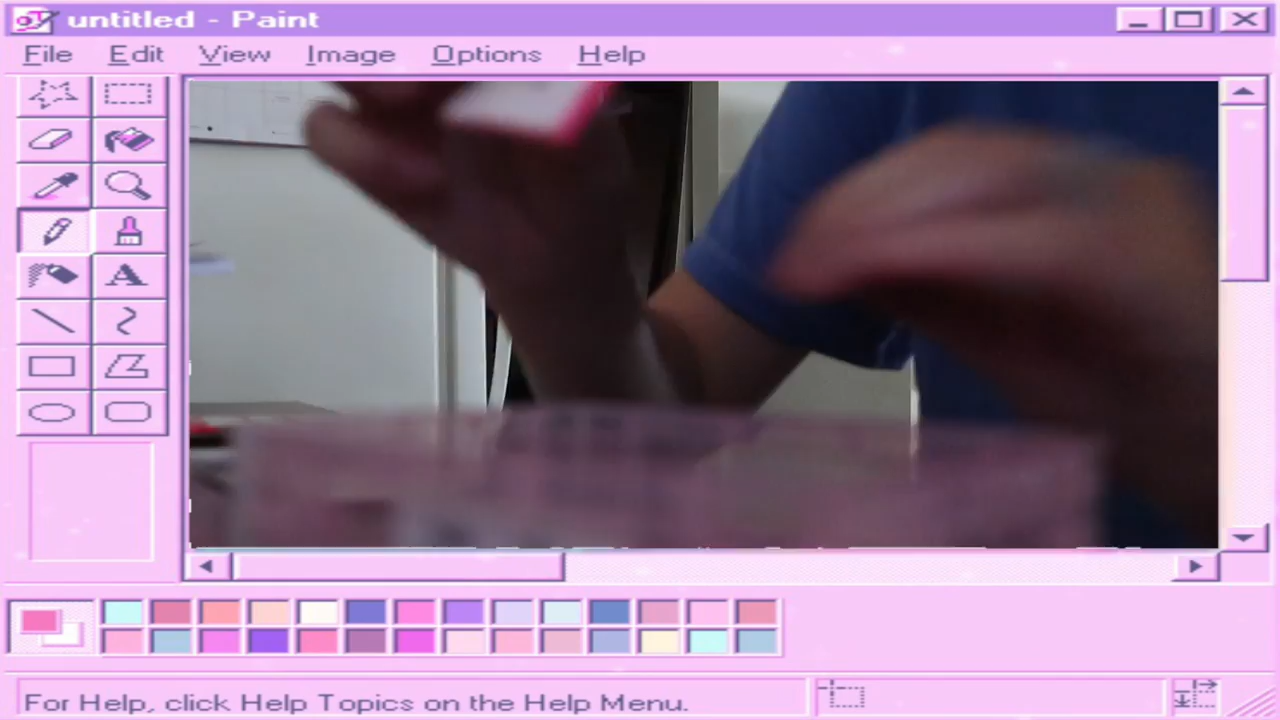 untitled - Paint
File Edit View Image Options Help
A
For Help, click Help Topics on the Help Menu.